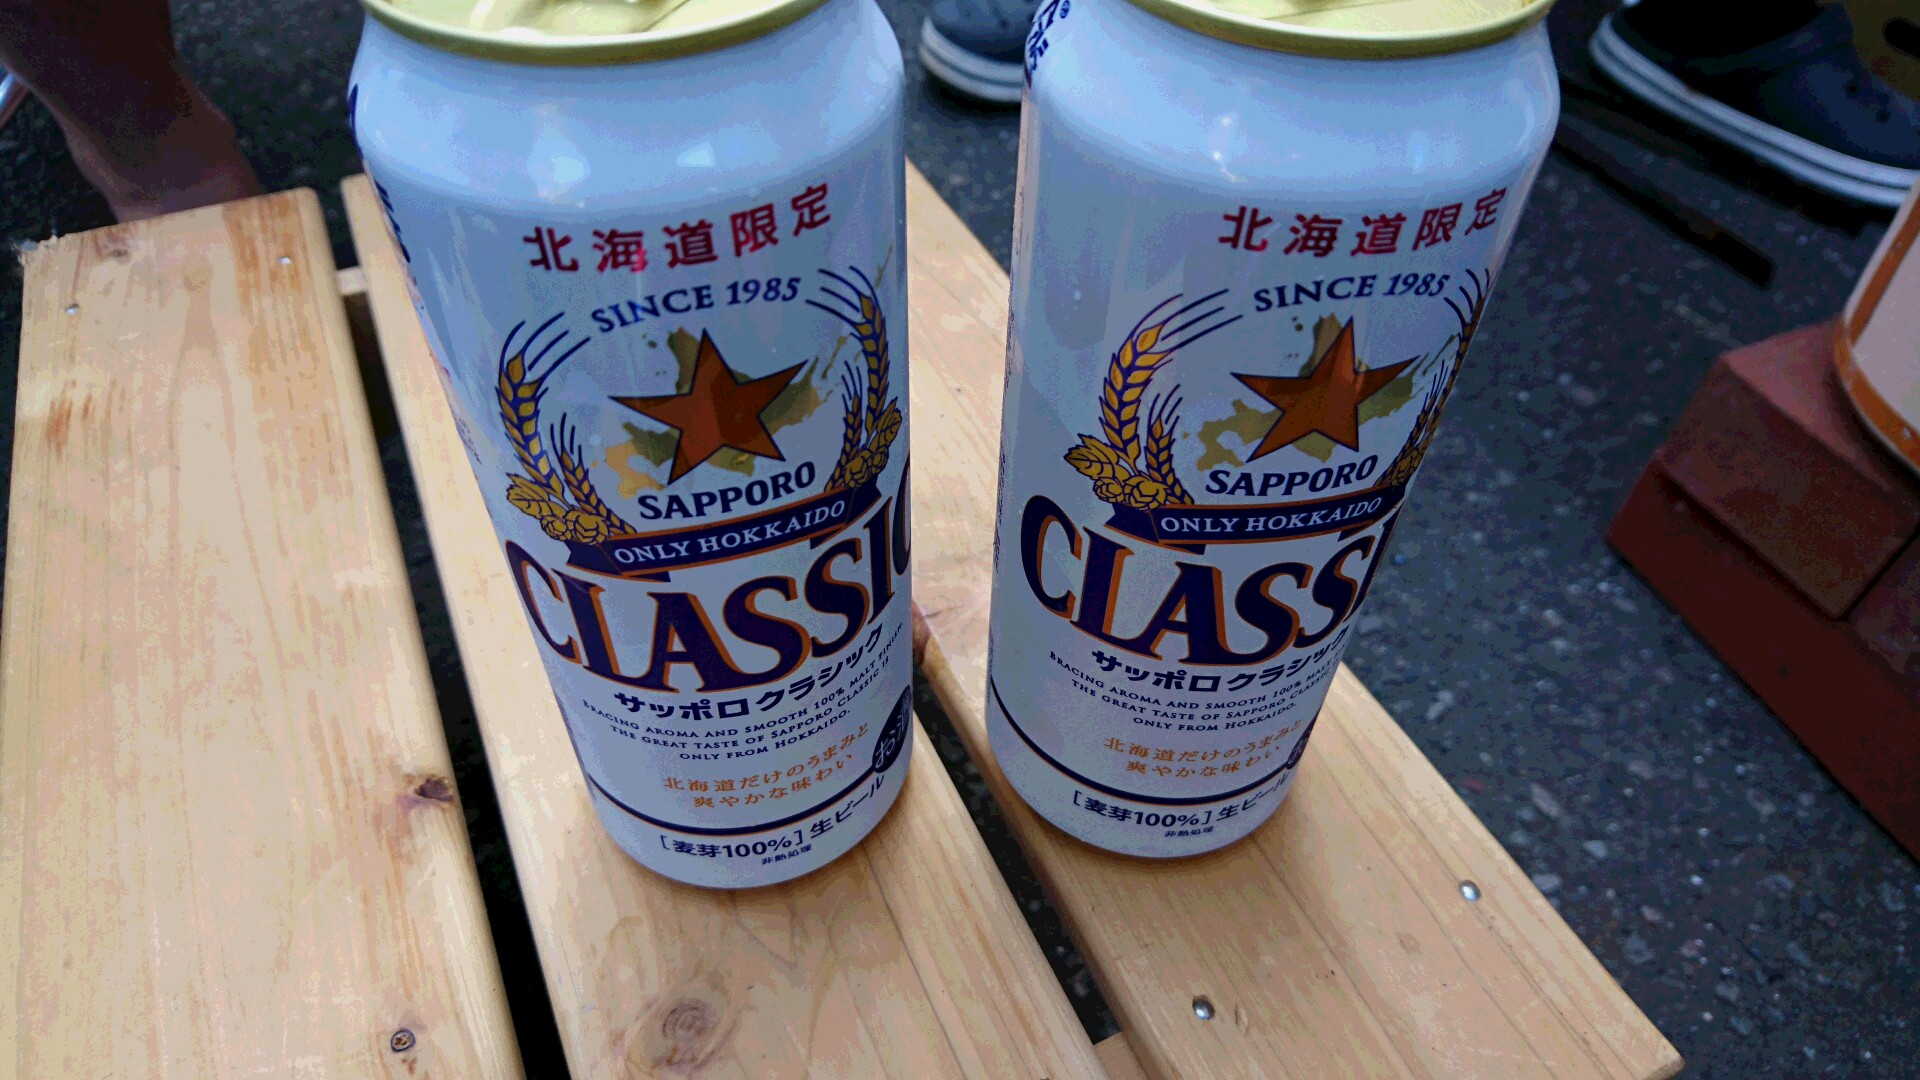 北海道限定
SINCE 1985
SAPPORO
ONLY HOKKAIDO
CLASSIC
サッポロクラシック
BRACING AROMA AND SMOOTH 100% MALT FINISH.
THE GREAT TASTE OF SAPPORO CLASSIC IS
ONLY FROM HOKKAIDO.
北海道だけのうまみと
爽やかな味わい
お酒
[麦芽100%]生ビール
非熱処理
北海道限定
SINCE 1985
SAPPORO
ONLY HOKKAIDO
CLASSI
サッポロクラシック
BRACING AROMA AND SMOOTH 100% MALT
THE GREAT TASTE OF SAPPORO CLASSIC
ONLY FROM HOKKAIDO.
北海道だけのうまみと
爽やかな味わい
[麦芽100%]生ビール
非熱処理